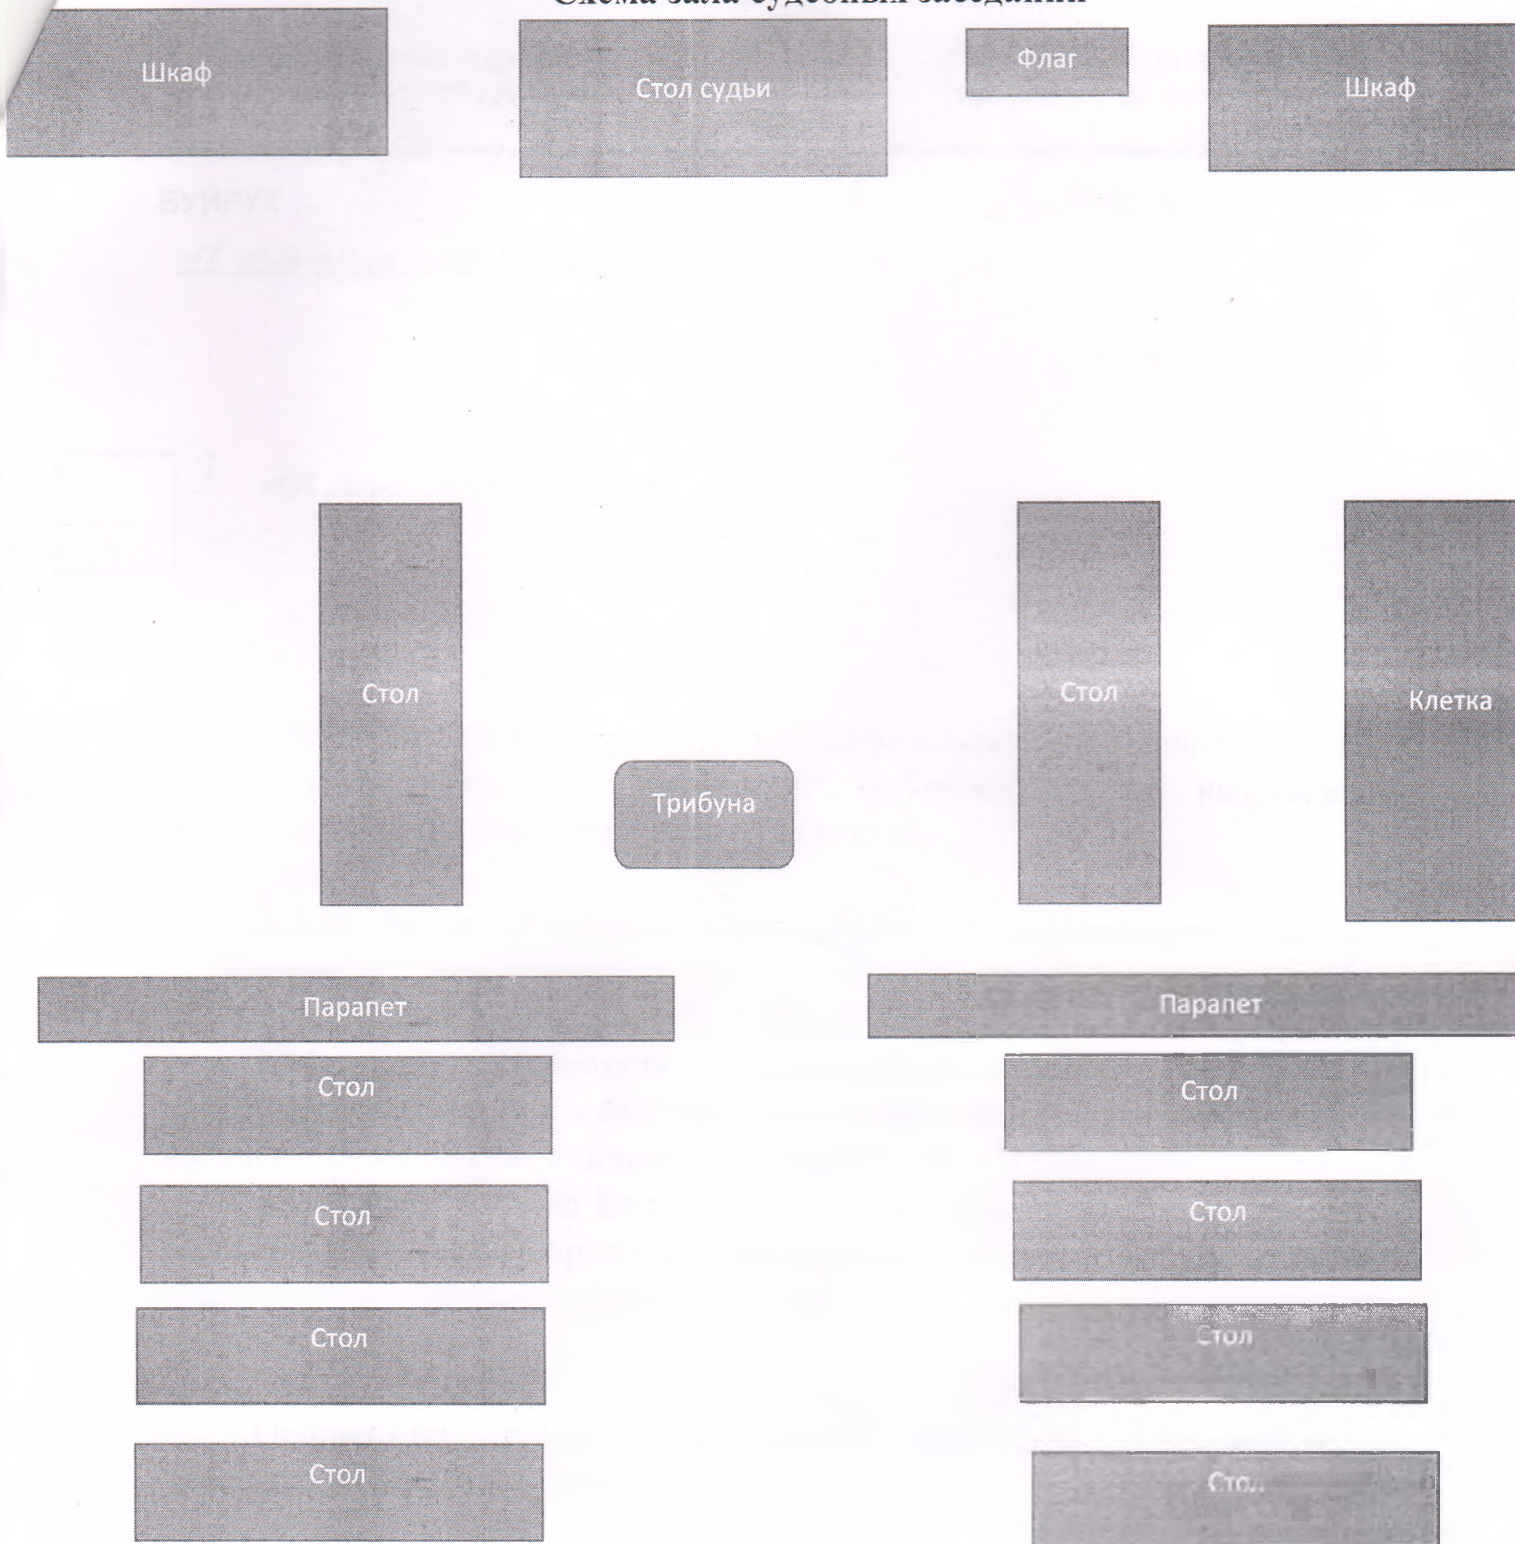 Схема зала судебных заседаний
Шкаф
Стол судьи
Флаг
Шкаф
БУЙРУК
Стол
Стол
Клетка
Трибуна
Парапет
Парапет
Стол
Стол
Стол
Стол
Стол
Стол
Стол
Стол